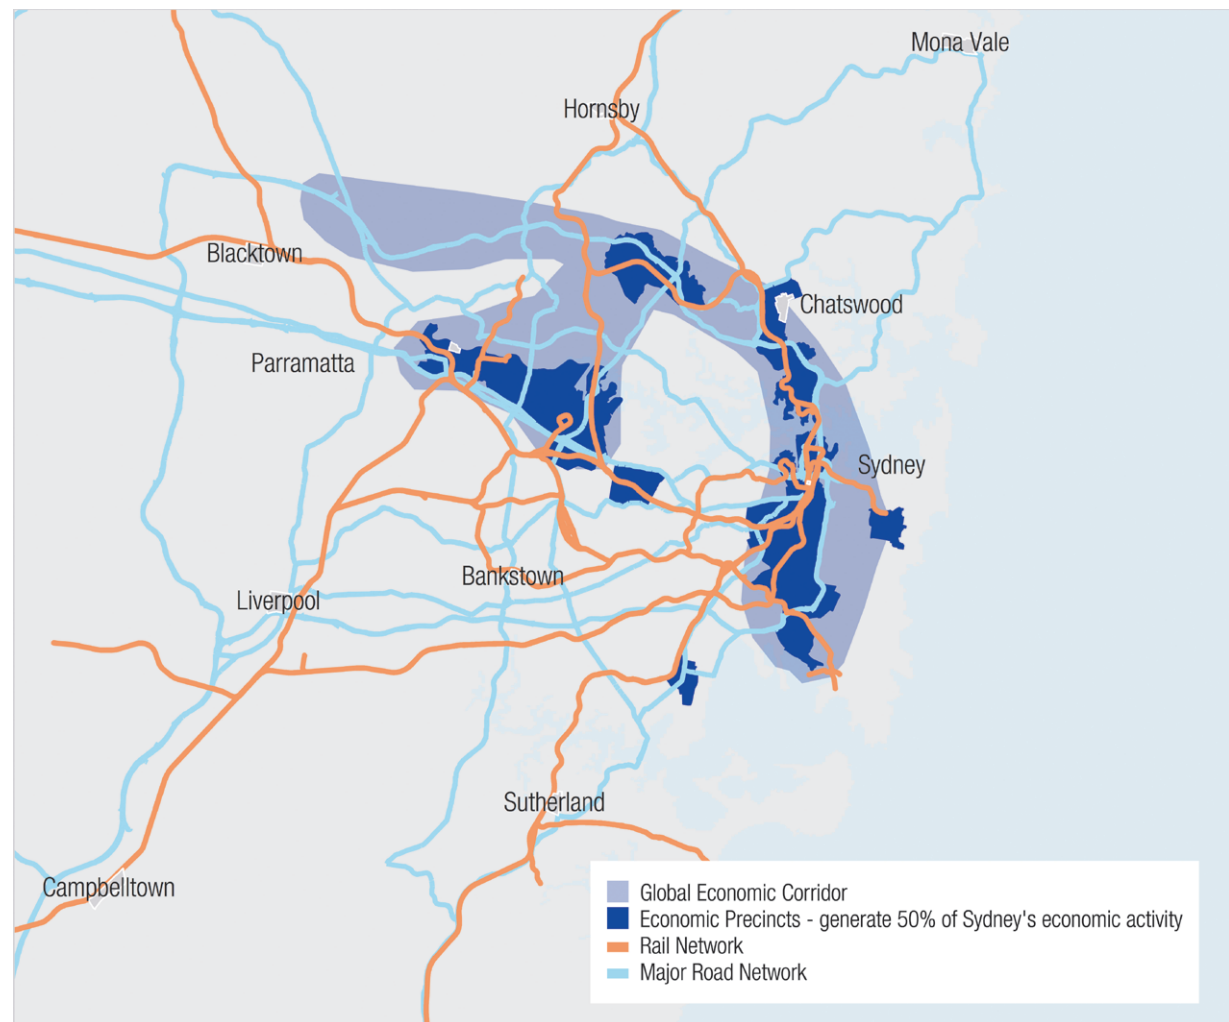 Mona Vale
Hornsby
Blacktown
Chatswood
Parramatta
Sydney
Bankstown
Liverpool
Sutherland
Campbelltown
Global Economic Corridor
Economic Precincts - generate 50% of Sydney's economic activity
Rail Network
Major Road Network